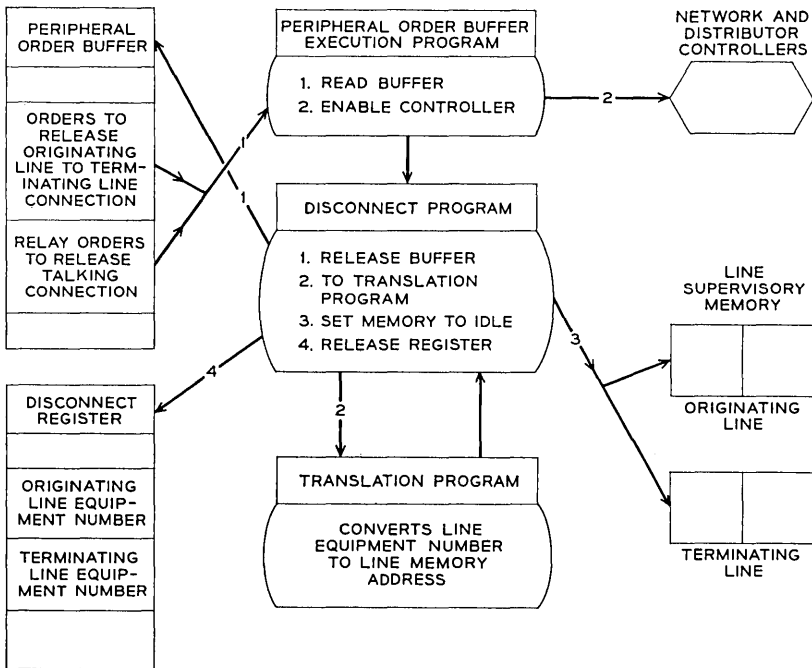 PERIPHERAL
ORDER BUFFER
ORDERS TO
RELEASE
ORIGINATING
LINE TO TERM-
INATING LINE
CONNECTION
RELAY ORDERS
TO RELEASE
TALKING
CONNECTION
DISCONNECT
REGISTER
ORIGINATING
LINE EQUIP-
MENT NUMBER
TERMINATING
LINE EQUIP-
MENT NUMBER
1
1
4
PERIPHERAL ORDER BUFFER
EXECUTION PROGRAM
1. READ BUFFER
2. ENABLE CONTROLLER
DISCONNECT PROGRAM
1. RELEASE BUFFER
2. TO TRANSLATION
PROGRAM
3. SET MEMORY TO IDLE
4. RELEASE REGISTER
2
TRANSLATION PROGRAM
CONVERTS LINE
EQUIPMENT NUMBER
TO LINE MEMORY
ADDRESS
2
3
NETWORK AND
DISTRIBUTOR
CONTROLLERS
LINE
SUPERVISORY
MEMORY
ORIGINATING
LINE
TERMINATING
LINE